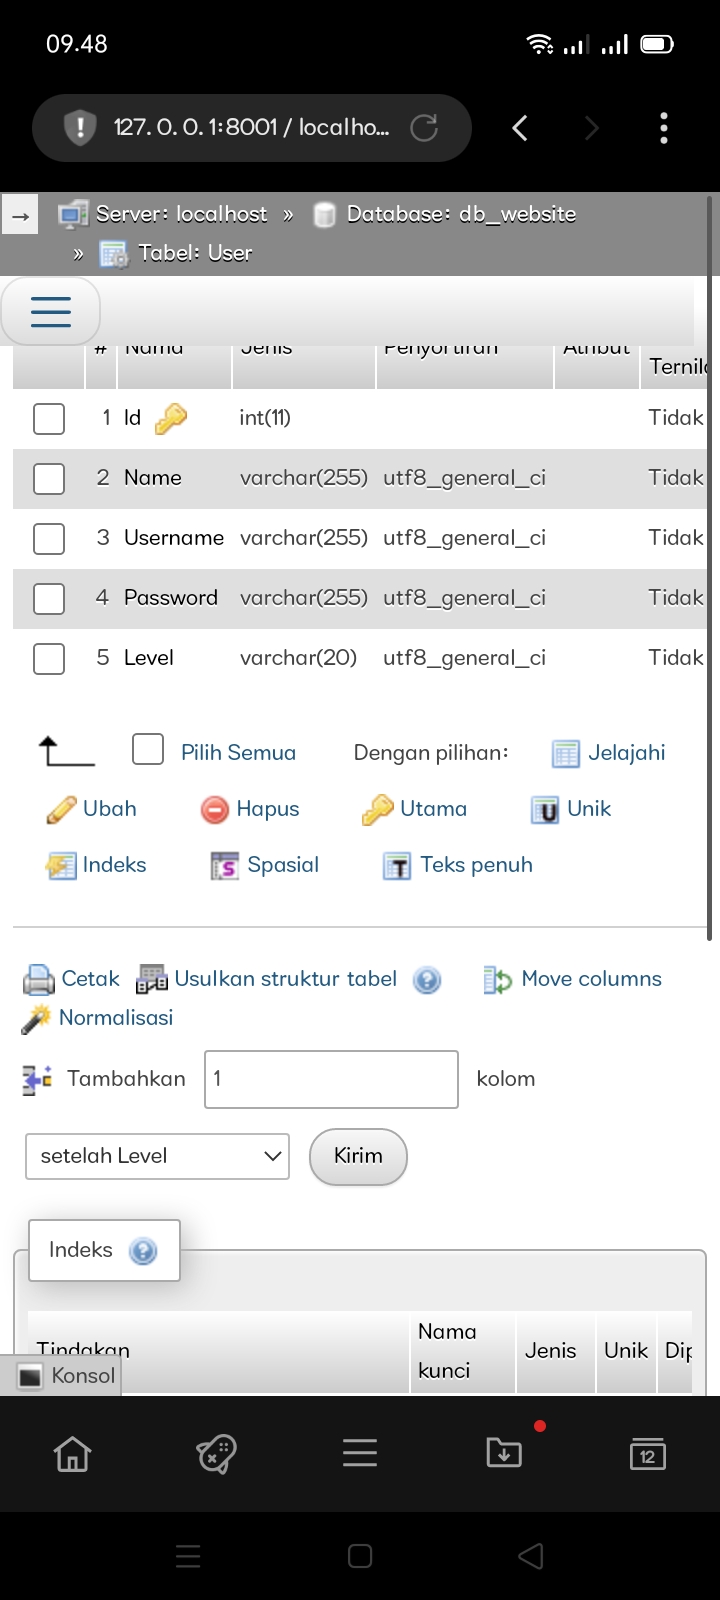 09.48
127. 0. 0. 1:8001 / localho...
→ Server: localhost » Database: db_website
» Tabel: User
# Nama Jenis Penyortiran Atribut
1 Id int(11) Tidak
2 Name varchar(255) utf8_general_ci Tidak
3 Username varchar(255) utf8_general_ci Tidak
4 Password varchar(255) utf8_general_ci Tidak
5 Level varchar(20) utf8_general_ci Tidak
Pilih Semua Dengan pilihan: Jelajahi
Ubah Hapus Utama Unik
Indeks Spasial Teks penuh
Cetak Usulkan struktur tabel Move columns
Normalisasi
Tambahkan 1 kolom
setelah Level Kirim
Indeks
Tindakan Nama kunci Jenis Unik
Konsol
12